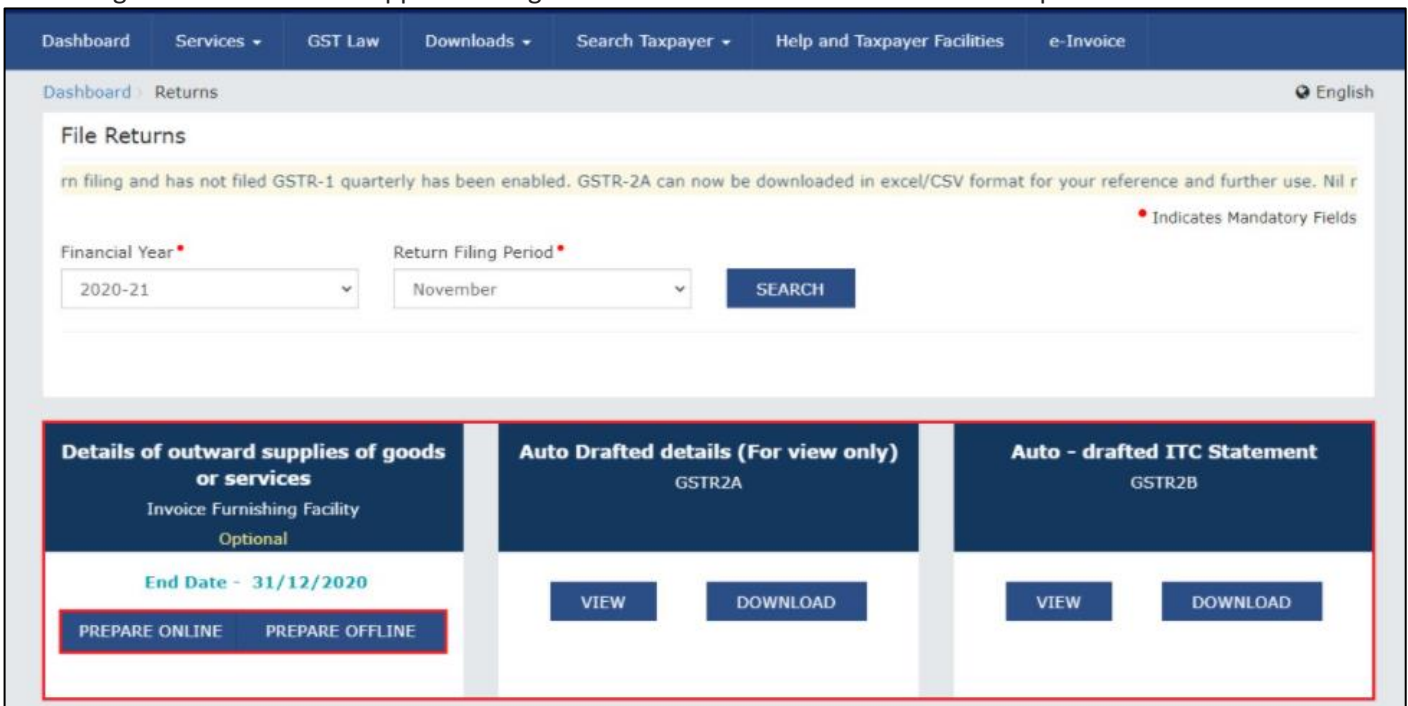 Dashboard Services GST Law Downloads Search Taxpayer Help and Taxpayer Facilities e-Invoice
Dashboard Returns English
File Returns
rn filing and has not filed GSTR-1 quarterly has been enabled. GSTR-2A can now be downloaded in excel/CSV format for your reference and further use. Nil r
• Indicates Mandatory Fields
Financial Year• Return Filing Period•
2020-21 November SEARCH
Details of outward supplies of goods
or services
Invoice Furnishing Facility
Optional
End Date - 31/12/2020
PREPARE ONLINE PREPARE OFFLINE
Auto Drafted details (For view only)
GSTR2A
VIEW DOWNLOAD
Auto - drafted ITC Statement
GSTR2B
VIEW DOWNLOAD